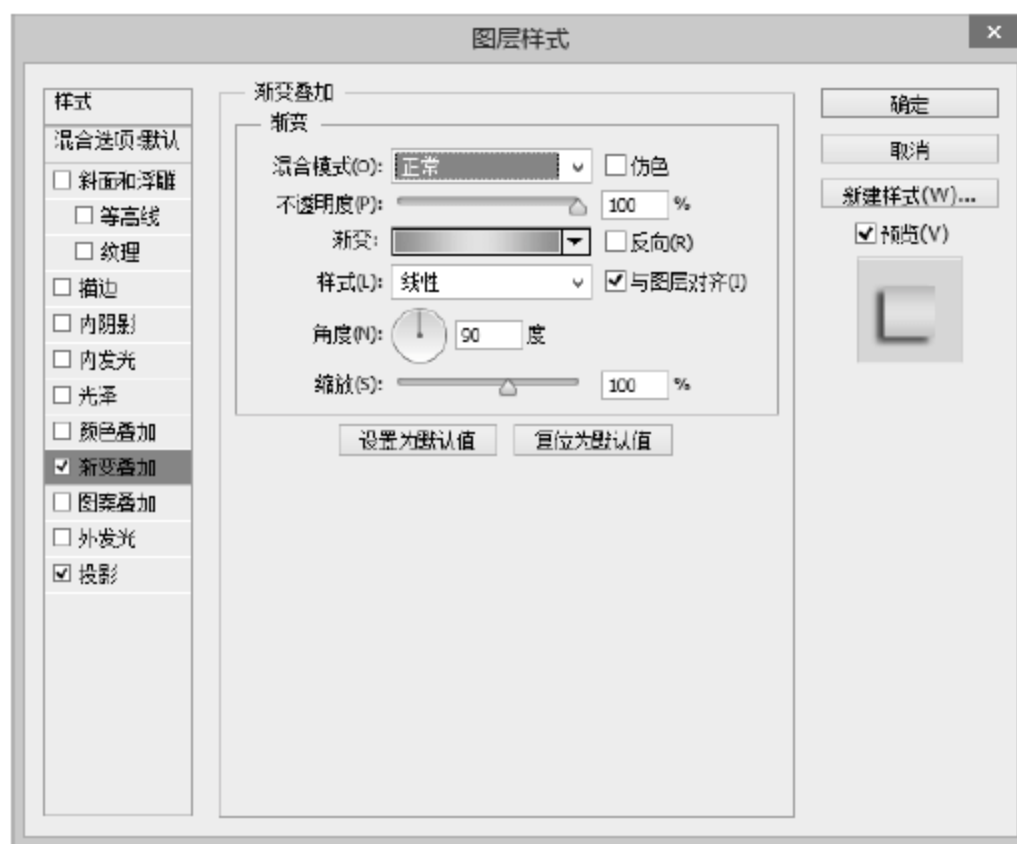 图层样式
样式
混合选项:默认
斜面和浮雕
等高线
纹理
描边
内阴影
内发光
光泽
颜色叠加
渐变叠加
图案叠加
外发光
投影
渐变叠加
渐变
混合模式(O): 正常 仿色
不透明度(P): 100 %
渐变: 反向(R)
样式(L): 线性 与图层对齐(I)
角度(N): 90 度
缩放(S): 100 %
设置为默认值 复位为默认值
确定
取消
新建样式(W)...
预览(V)